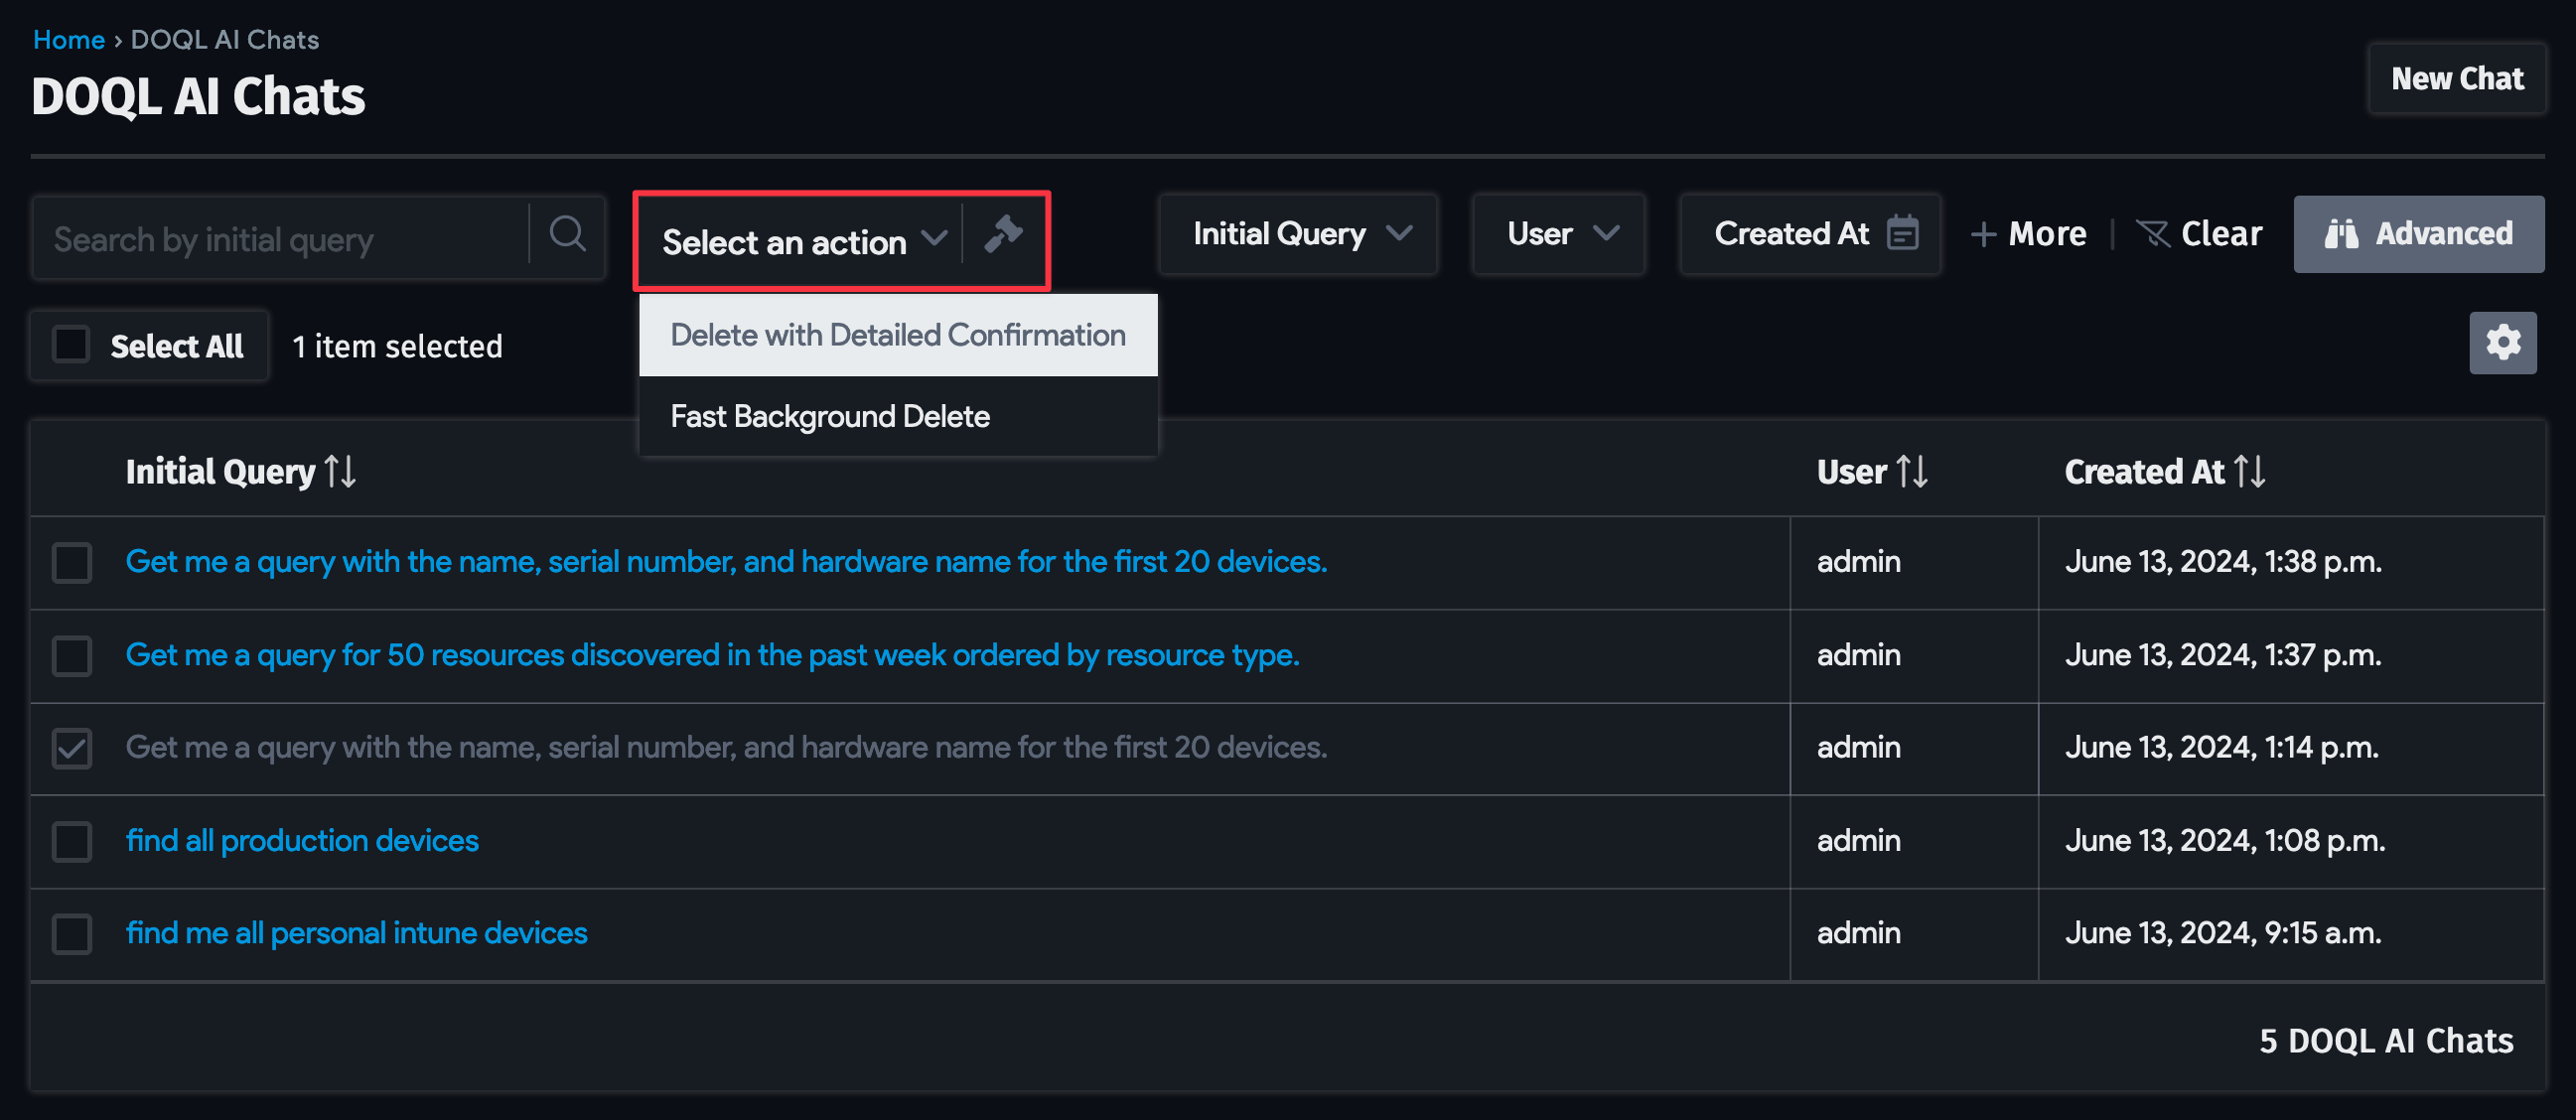 Home › DOQL AI Chats
DOQL AI Chats
New Chat
Search by initial query
Select an action
Initial Query
User
Created At
+ More
Clear
Advanced
Delete with Detailed Confirmation
Fast Background Delete
Select All
1 item selected
Initial Query ↑↓ User ↑↓ Created At ↑↓
Get me a query with the name, serial number, and hardware name for the first 20 devices. admin June 13, 2024, 1:38 p.m.
Get me a query for 50 resources discovered in the past week ordered by resource type. admin June 13, 2024, 1:37 p.m.
Get me a query with the name, serial number, and hardware name for the first 20 devices. admin June 13, 2024, 1:14 p.m.
find all production devices admin June 13, 2024, 1:08 p.m.
find me all personal intune devices admin June 13, 2024, 9:15 a.m.
5 DOQL AI Chats